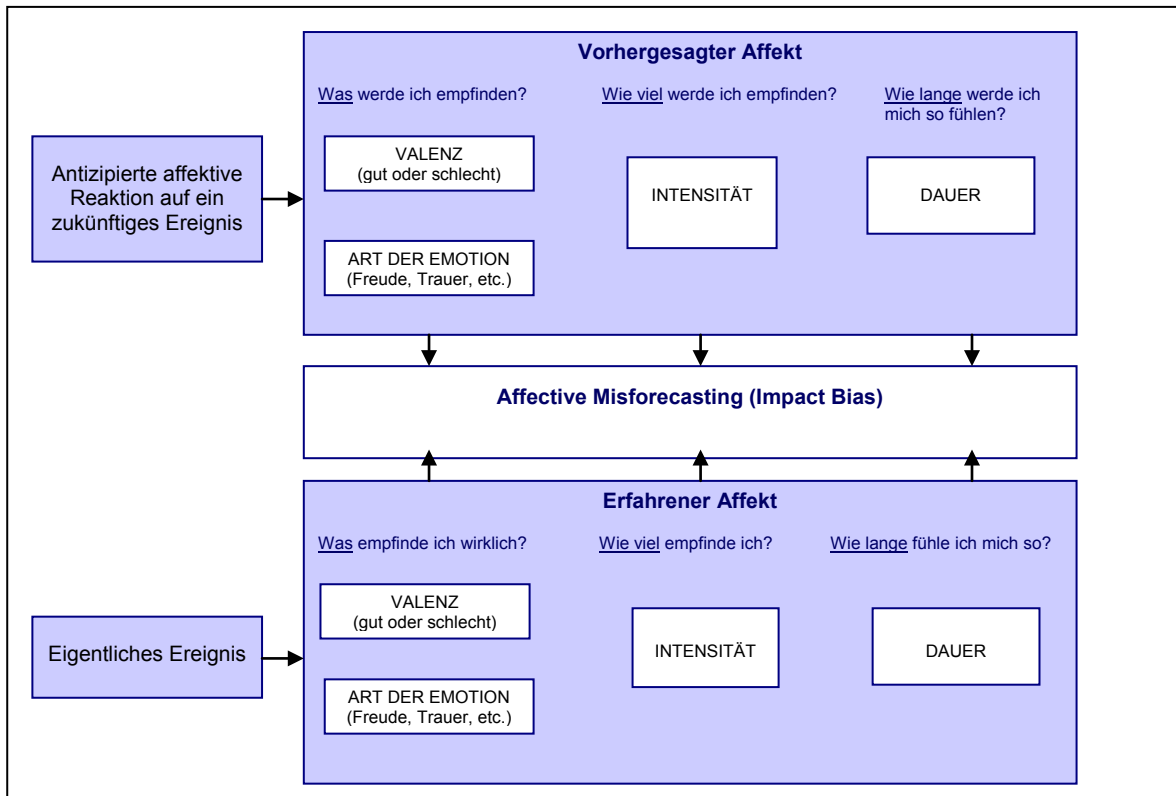 Vorhergesagter Affekt
Was werde ich empfinden?
Wie viel werde ich empfinden?
Wie lange werde ich
mich so fühlen?
Antizipierte affektive
Reaktion auf ein
zukünftiges Ereignis
VALENZ
(gut oder schlecht)
INTENSITÄT
DAUER
ART DER EMOTION
(Freude, Trauer, etc.)
Affective Misforecasting (Impact Bias)
Erfahrener Affekt
Was empfinde ich wirklich?
Wie viel empfinde ich?
Wie lange fühle ich mich so?
Eigentliches Ereignis
VALENZ
(gut oder schlecht)
INTENSITÄT
DAUER
ART DER EMOTION
(Freude, Trauer, etc.)